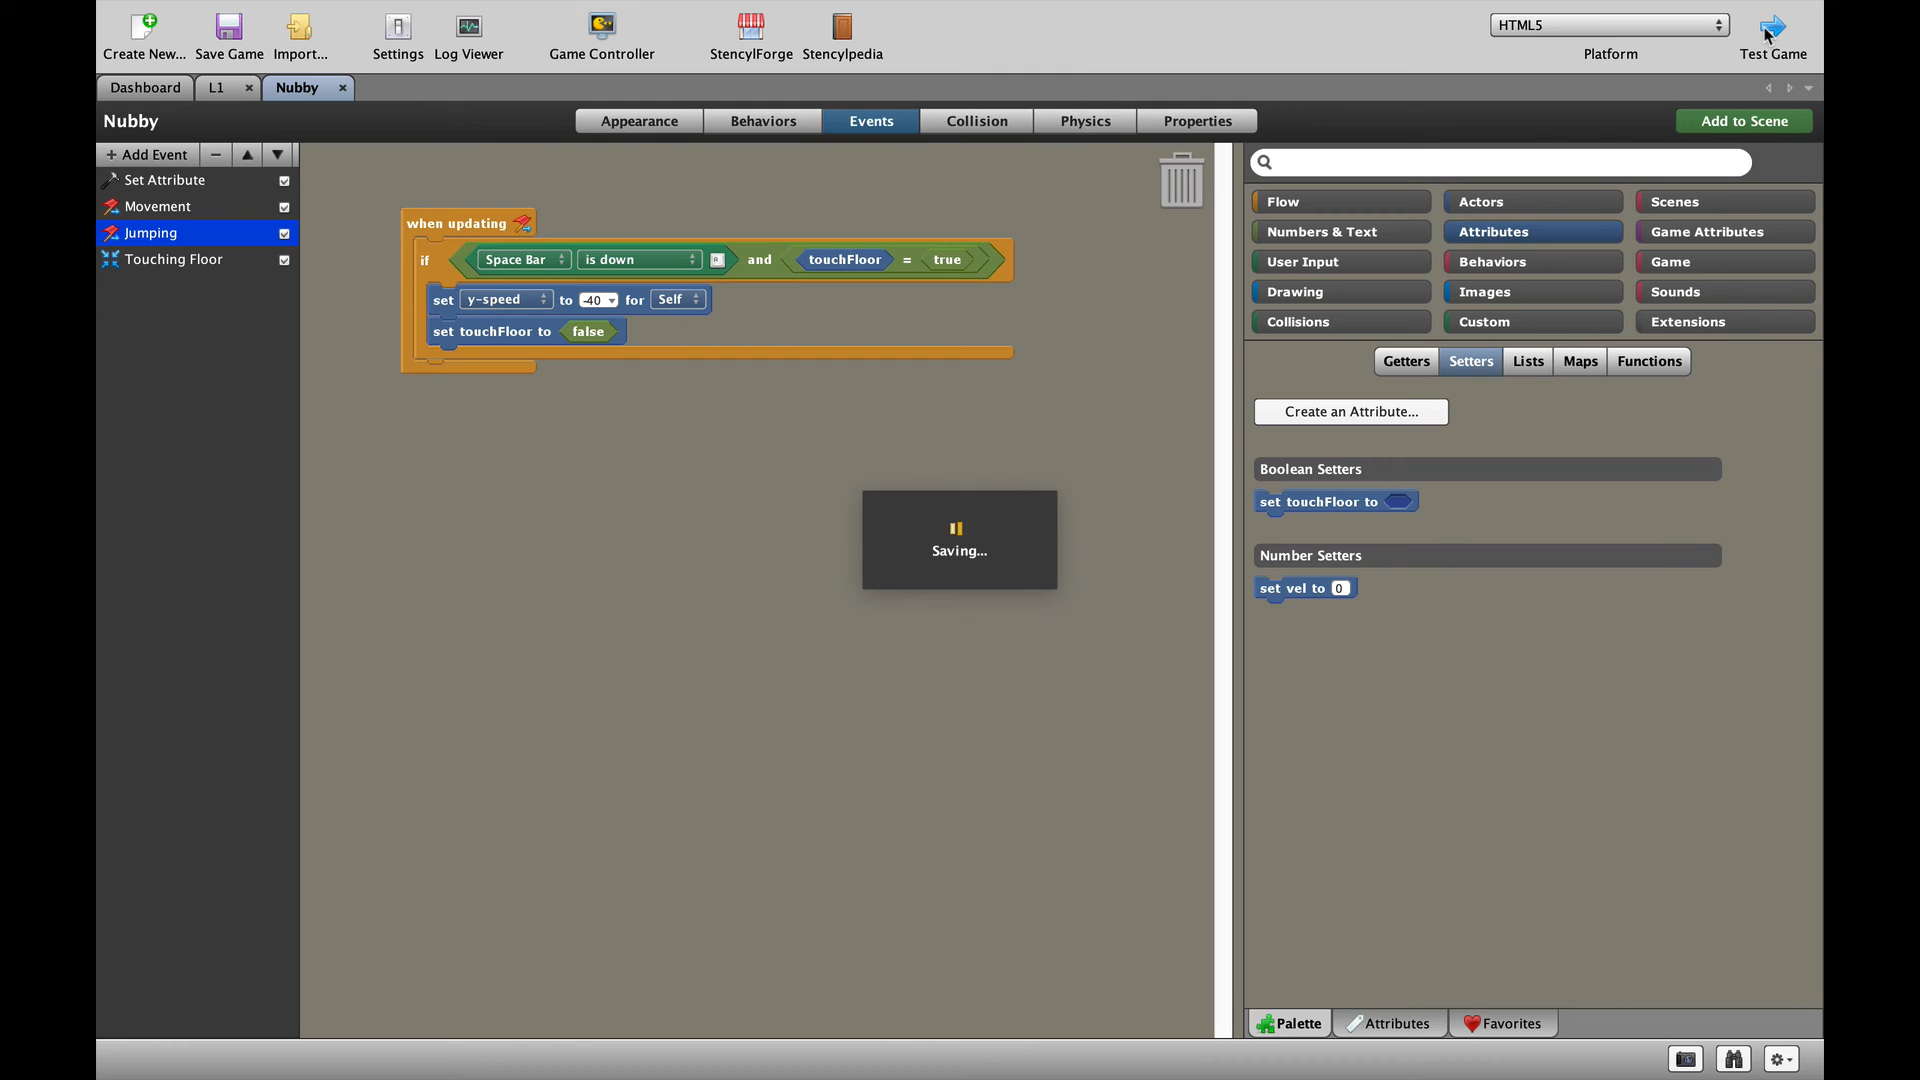 Create New...
Save Game
Import...
Settings
Log Viewer
Game Controller
StencylForge
Stencylpedia
HTML5
Platform
Test Game
Dashboard
L1
Nubby
Nubby
Appearance
Behaviors
Events
Collision
Physics
Properties
Add to Scene
+ Add Event
Set Attribute
Movement
Jumping
Touching Floor
when updating
if Space Bar is down and touchFloor = true
set y-speed to -40 for Self
set touchFloor to false
Saving...
Flow
Actors
Scenes
Numbers & Text
Attributes
Game Attributes
User Input
Behaviors
Game
Drawing
Images
Sounds
Collisions
Custom
Extensions
Getters
Setters
Lists
Maps
Functions
Create an Attribute...
Boolean Setters
set touchFloor to
Number Setters
set vel to 0
Palette
Attributes
Favorites